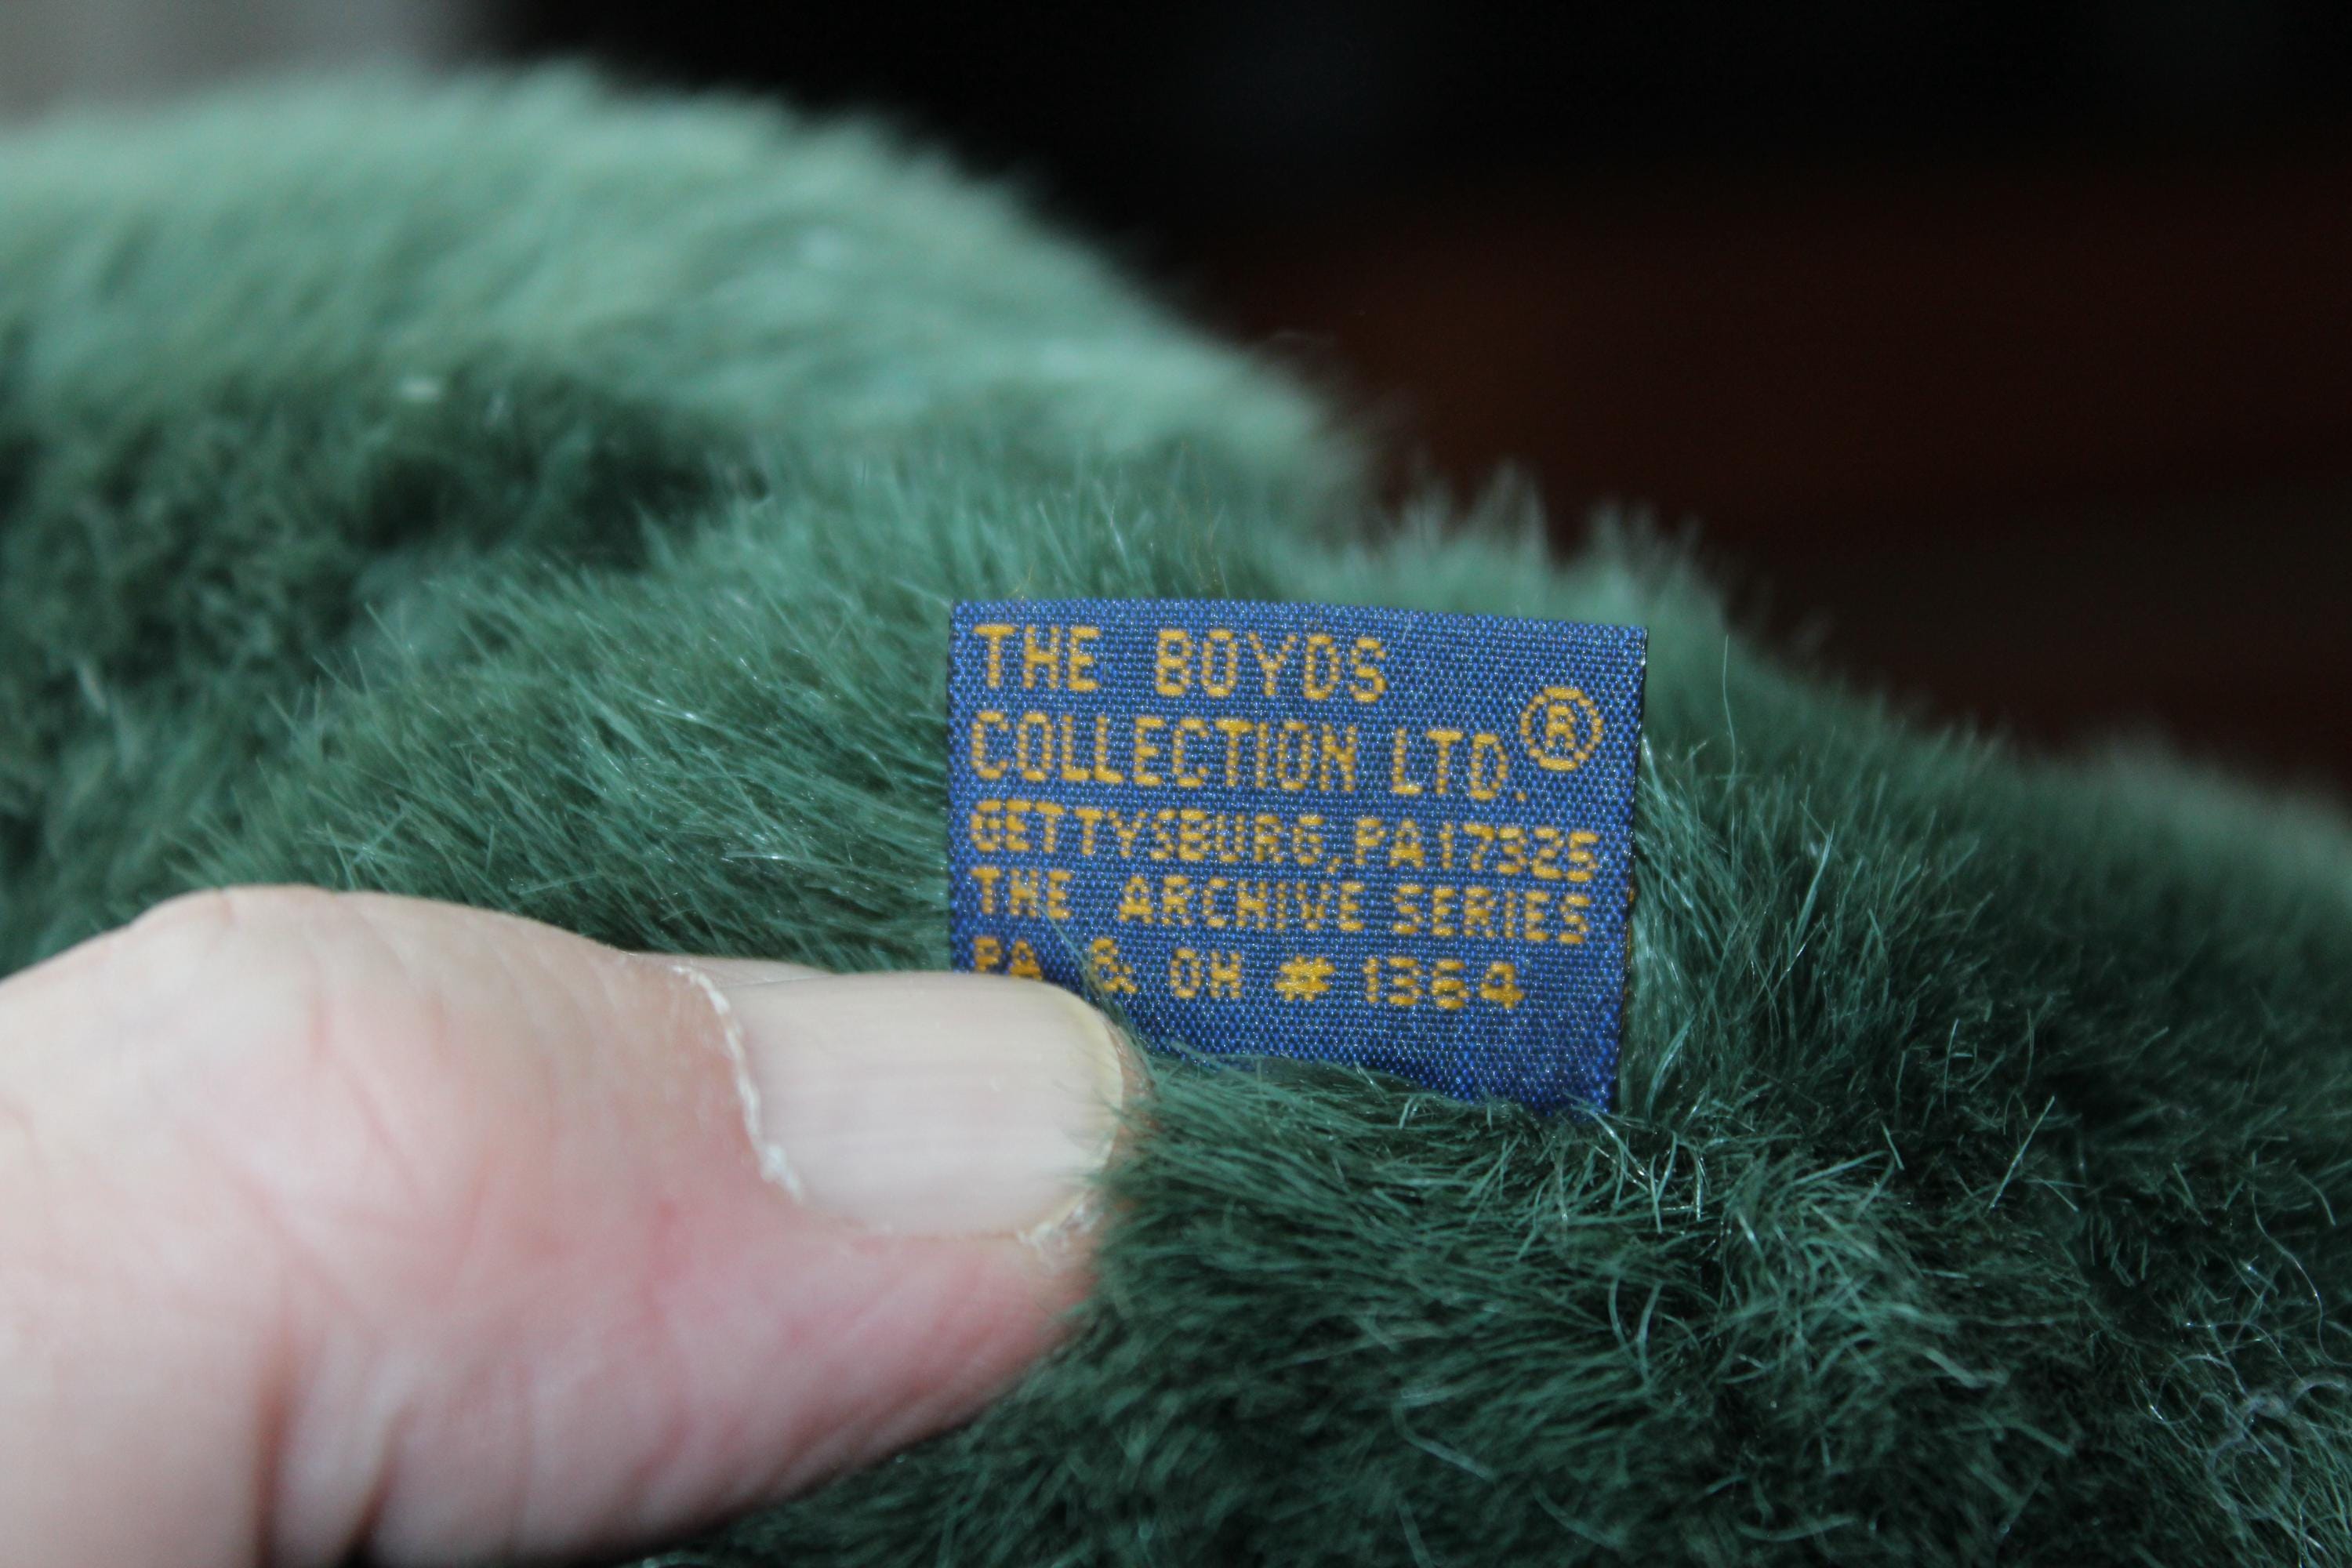 THE BOYDS
COLLECTION LTD.®
GETTYSBURG, PA 17325
THE ARCHIVE SERIES
PA & OH # 1364